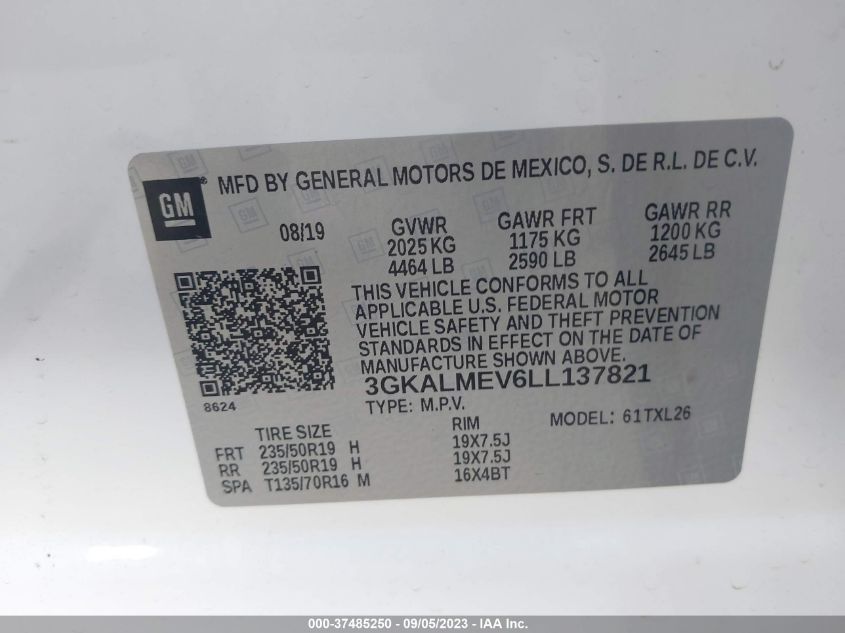 GM
MFD BY GENERAL MOTORS DE MEXICO, S. DE R.L. DE C.V.
08/19 GVWR GAWR FRT GAWR RR
2025 KG 1175 KG 1200 KG
4464 LB 2590 LB 2645 LB
THIS VEHICLE CONFORMS TO ALL
APPLICABLE U.S. FEDERAL MOTOR
VEHICLE SAFETY AND THEFT PREVENTION
STANDARDS IN EFFECT ON THE DATE OF
MANUFACTURE SHOWN ABOVE.
3GKALMEV6LL137821
8624
TYPE: M.P.V. MODEL: 61TXL26
TIRE SIZE RIM
FRT 235/50R19 H 19X7.5J
RR 235/50R19 H 19X7.5J
SPA T135/70R16 M 16X4BT
000-37485250 - 09/05/2023 - IAA Inc.